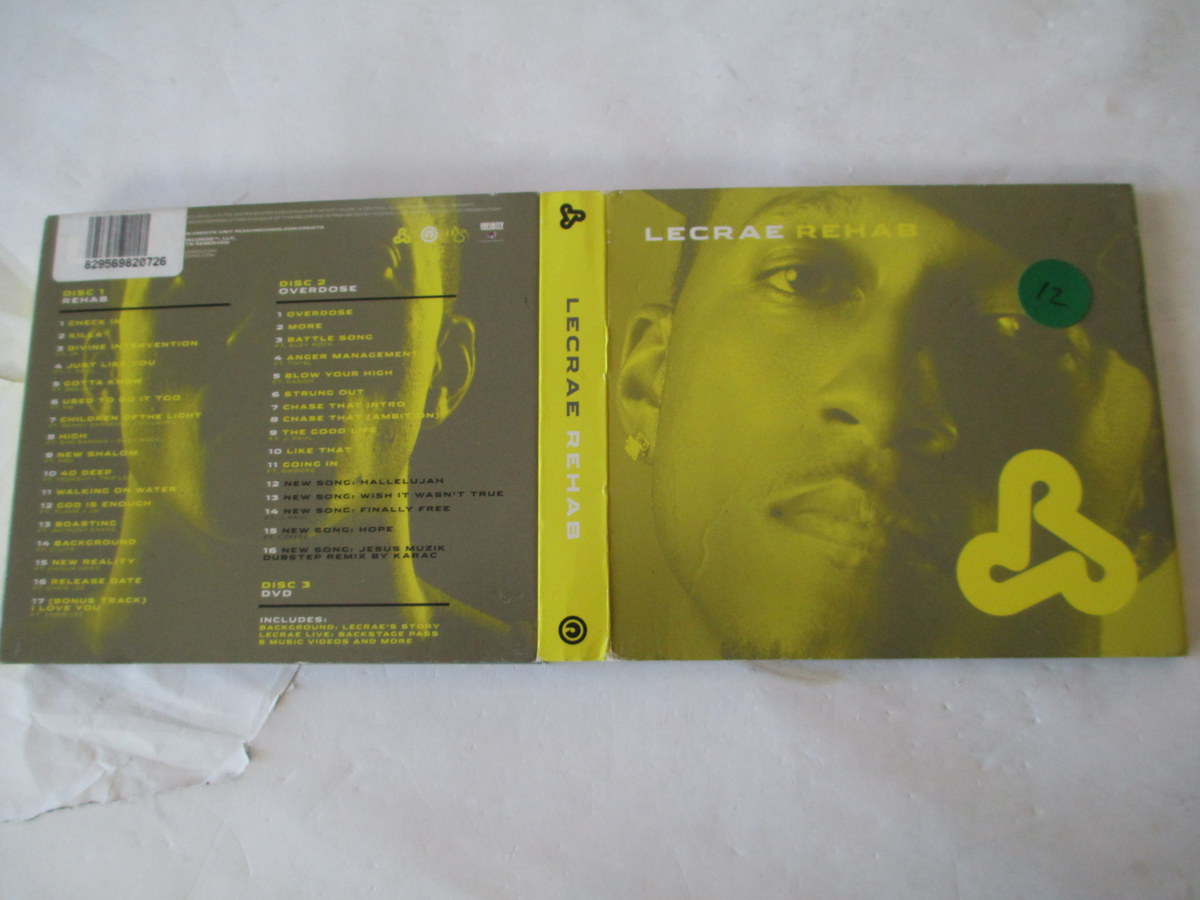 829569820726
DISC 1
REHAB
1 CHECK IN
2 KILLA
3 DIVINE INTERVENTION
4 JUST LIKE YOU
5 GOTTA KNOW
6 USED TO DO IT TOO
7 CHILDREN OF THE LIGHT
8 HIGH
9 NEW SHALOM
10 40 DEEP
11 WALKING ON WATER
12 GOD IS ENOUGH
13 BOASTING
14 BACKGROUND
15 NEW REALITY
16 RELEASE DATE
17 (BONUS TRACK)
I LOVE YOU
DISC 2
OVERDOSE
1 OVERDOSE
2 MORE
3 BATTLE SONG
4 ANGER MANAGEMENT
5 BLOW YOUR HIGH
6 STRUNG OUT
7 CHASE THAT INTRO
8 CHASE THAT (AMBITION)
9 THE GOOD LIFE
10 LIKE THAT
11 GOING IN
12 NEW SONG: HALLELUJAH
13 NEW SONG: WISH IT WASN'T TRUE
14 NEW SONG: FINALLY FREE
15 NEW SONG: HOPE
16 NEW SONG: JESUS MUZIK
DUBSTEP REMIX BY KARAC
DISC 3
DVD
INCLUDES:
BACKGROUND: LECRAE'S STORY
LECRAE LIVE: BACKSTAGE PASS
5 MUSIC VIDEOS AND MORE
LECRAE REHAB
LECRAE REHAB
12